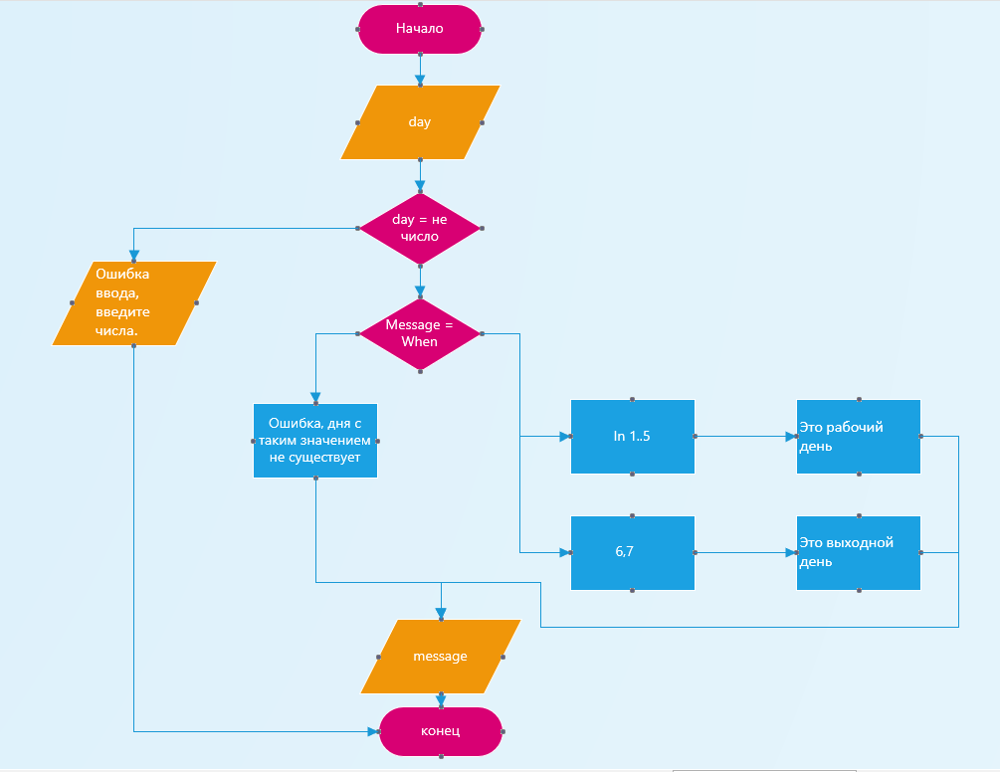 Начало
day
day = не
число
Ошибка
ввода,
введите
числа.
Message =
When
Ошибка, дня с
таким значением
не существует
In 1..5
Это рабочий
день
6,7
Это выходной
день
message
конец